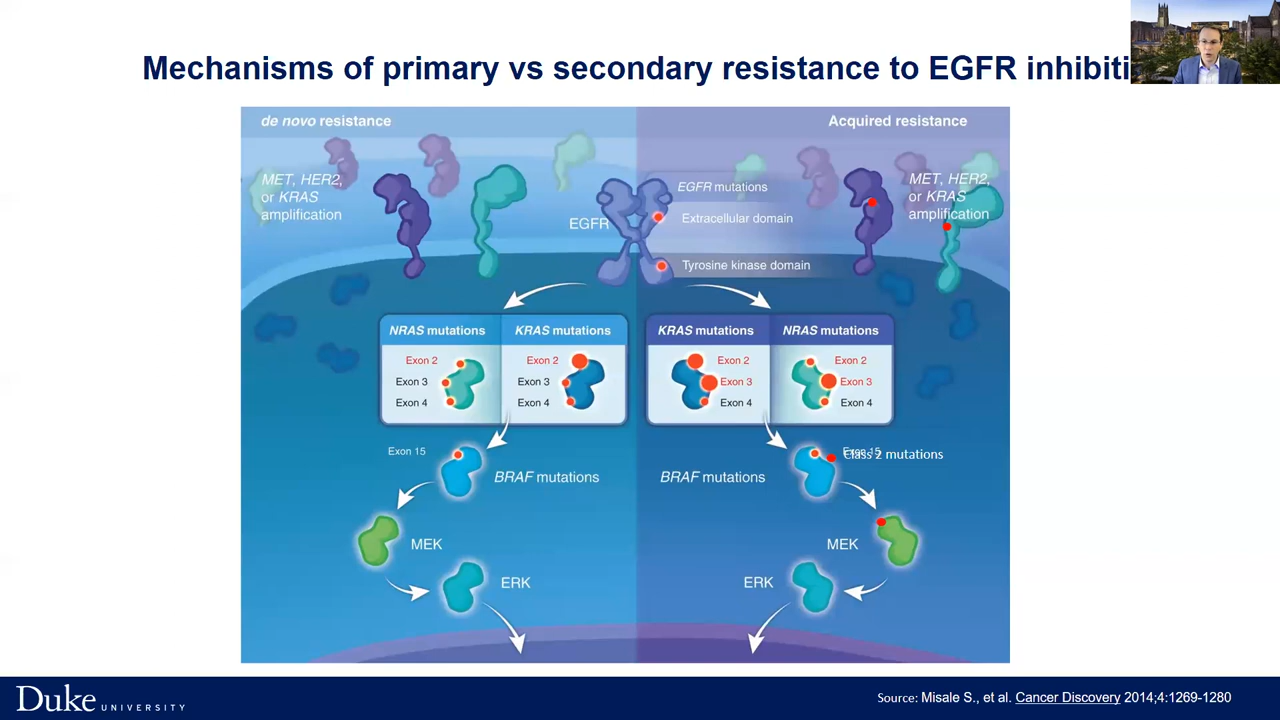 Mechanisms of primary vs secondary resistance to EGFR inhibiti
de novo resistance
Acquired resistance
MET, HER2,
or KRAS
amplification
EGFR
EGFR mutations
Extracellular domain
Tyrosine kinase domain
MET, HER2,
or KRAS
amplification
NRAS mutations
Exon 2
Exon 3
Exon 4
KRAS mutations
Exon 2
Exon 3
Exon 4
KRAS mutations
Exon 2
Exon 3
Exon 4
NRAS mutations
Exon 2
Exon 3
Exon 4
Exon 15
BRAF mutations
MEK
ERK
Exon 15
Class 2 mutations
BRAF mutations
MEK
ERK
Duke UNIVERSITY
Source: Misale S., et al. Cancer Discovery 2014;4:1269-1280